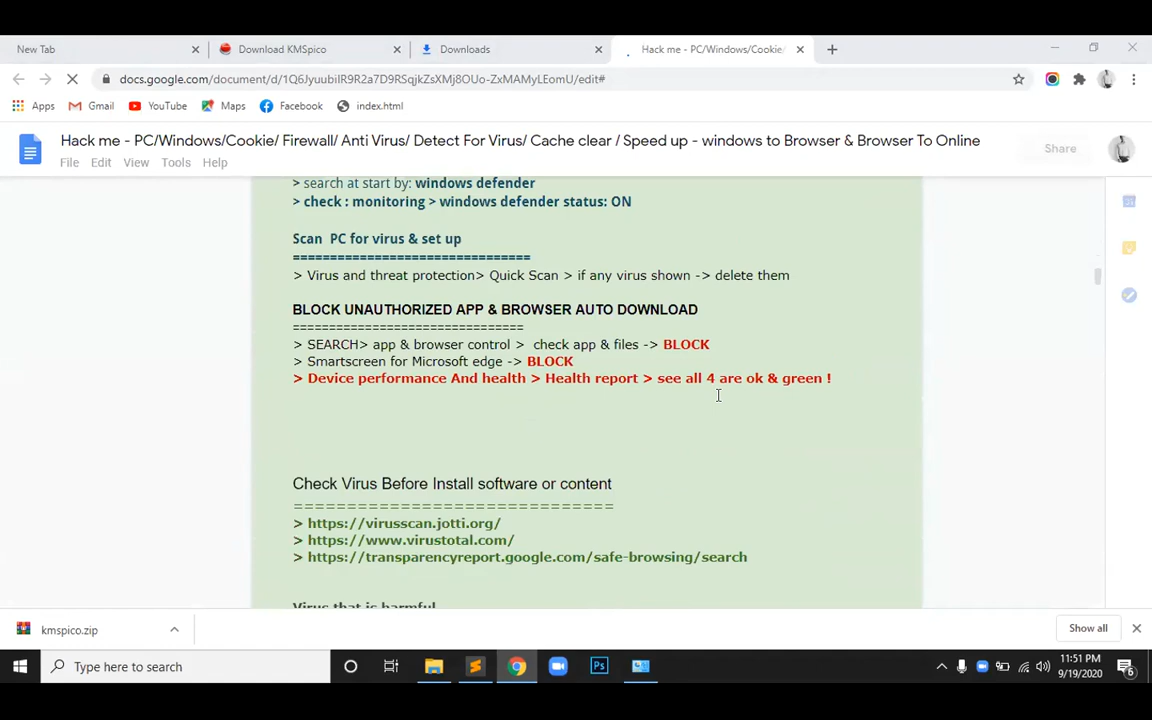 New Tab
Download KMSpico
Downloads
Hack me - PC/Windows/Cookie/
docs.google.com/document/d/1Q6JyuubiIR9R2a7D9RSqjkZsXMj8OUo-ZxMAMyLEomU/edit#
Apps
Gmail
YouTube
Maps
Facebook
index.html
Hack me - PC/Windows/Cookie/ Firewall/ Anti Virus/ Detect For Virus/ Cache clear / Speed up - windows to Browser & Browser To Online
File Edit View Tools Help
Share
> search at start by: windows defender
> check : monitoring > windows defender status: ON
Scan PC for virus & set up
================================
> Virus and threat protection> Quick Scan > if any virus shown -> delete them
BLOCK UNAUTHORIZED APP & BROWSER AUTO DOWNLOAD
================================
> SEARCH> app & browser control > check app & files -> BLOCK
> Smartscreen for Microsoft edge -> BLOCK
> Device performance And health > Health report > see all 4 are ok & green !
Check Virus Before Install software or content
==============================
> https://virusscan.jotti.org/
> https://www.virustotal.com/
> https://transparencyreport.google.com/safe-browsing/search
Virus that is harmful
kmspico.zip
Show all
Type here to search
Ps
11:51 PM
9/19/2020
6